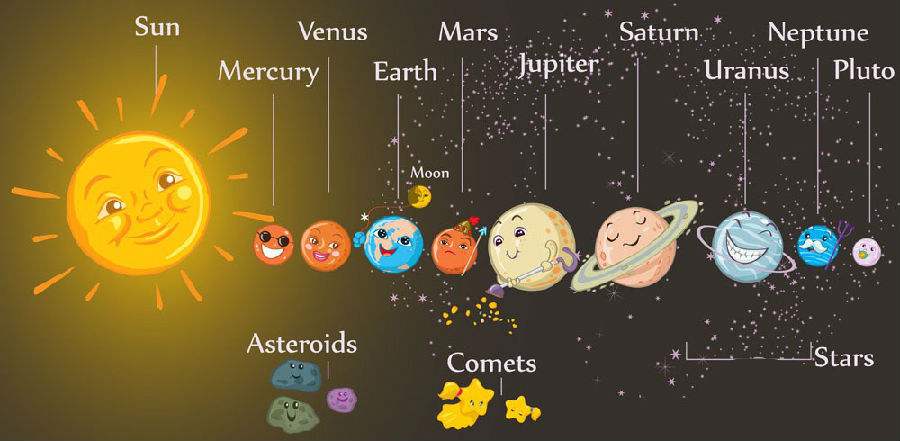 Sun
Mercury
Venus
Earth
Moon
Mars
Jupiter
Saturn
Uranus
Neptune
Pluto
Asteroids
Comets
Stars